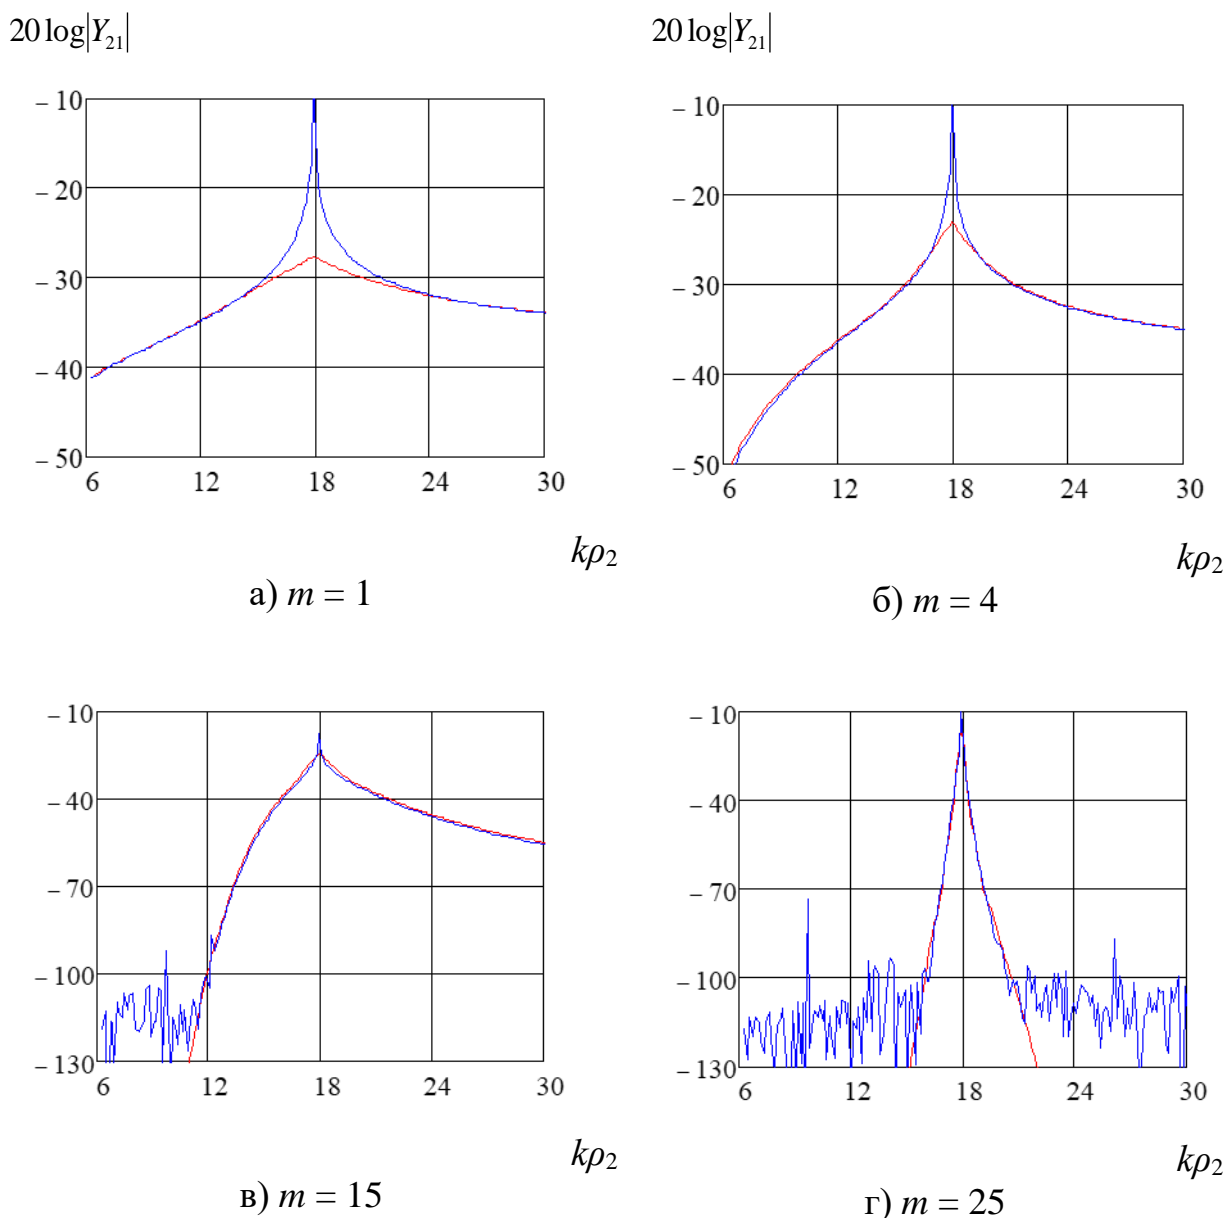 20 log|Y₂₁| 20 log|Y₂₁|
– 10 – 10
– 20 – 20
– 30 – 30
– 40 – 40
– 50 – 50
6 12 18 24 30 6 12 18 24 30
kρ₂ kρ₂
а) m = 1 б) m = 4
– 10 – 10
– 40 – 40
– 70 – 70
– 100 – 100
– 130 – 130
6 12 18 24 30 6 12 18 24 30
kρ₂ kρ₂
в) m = 15 г) m = 25